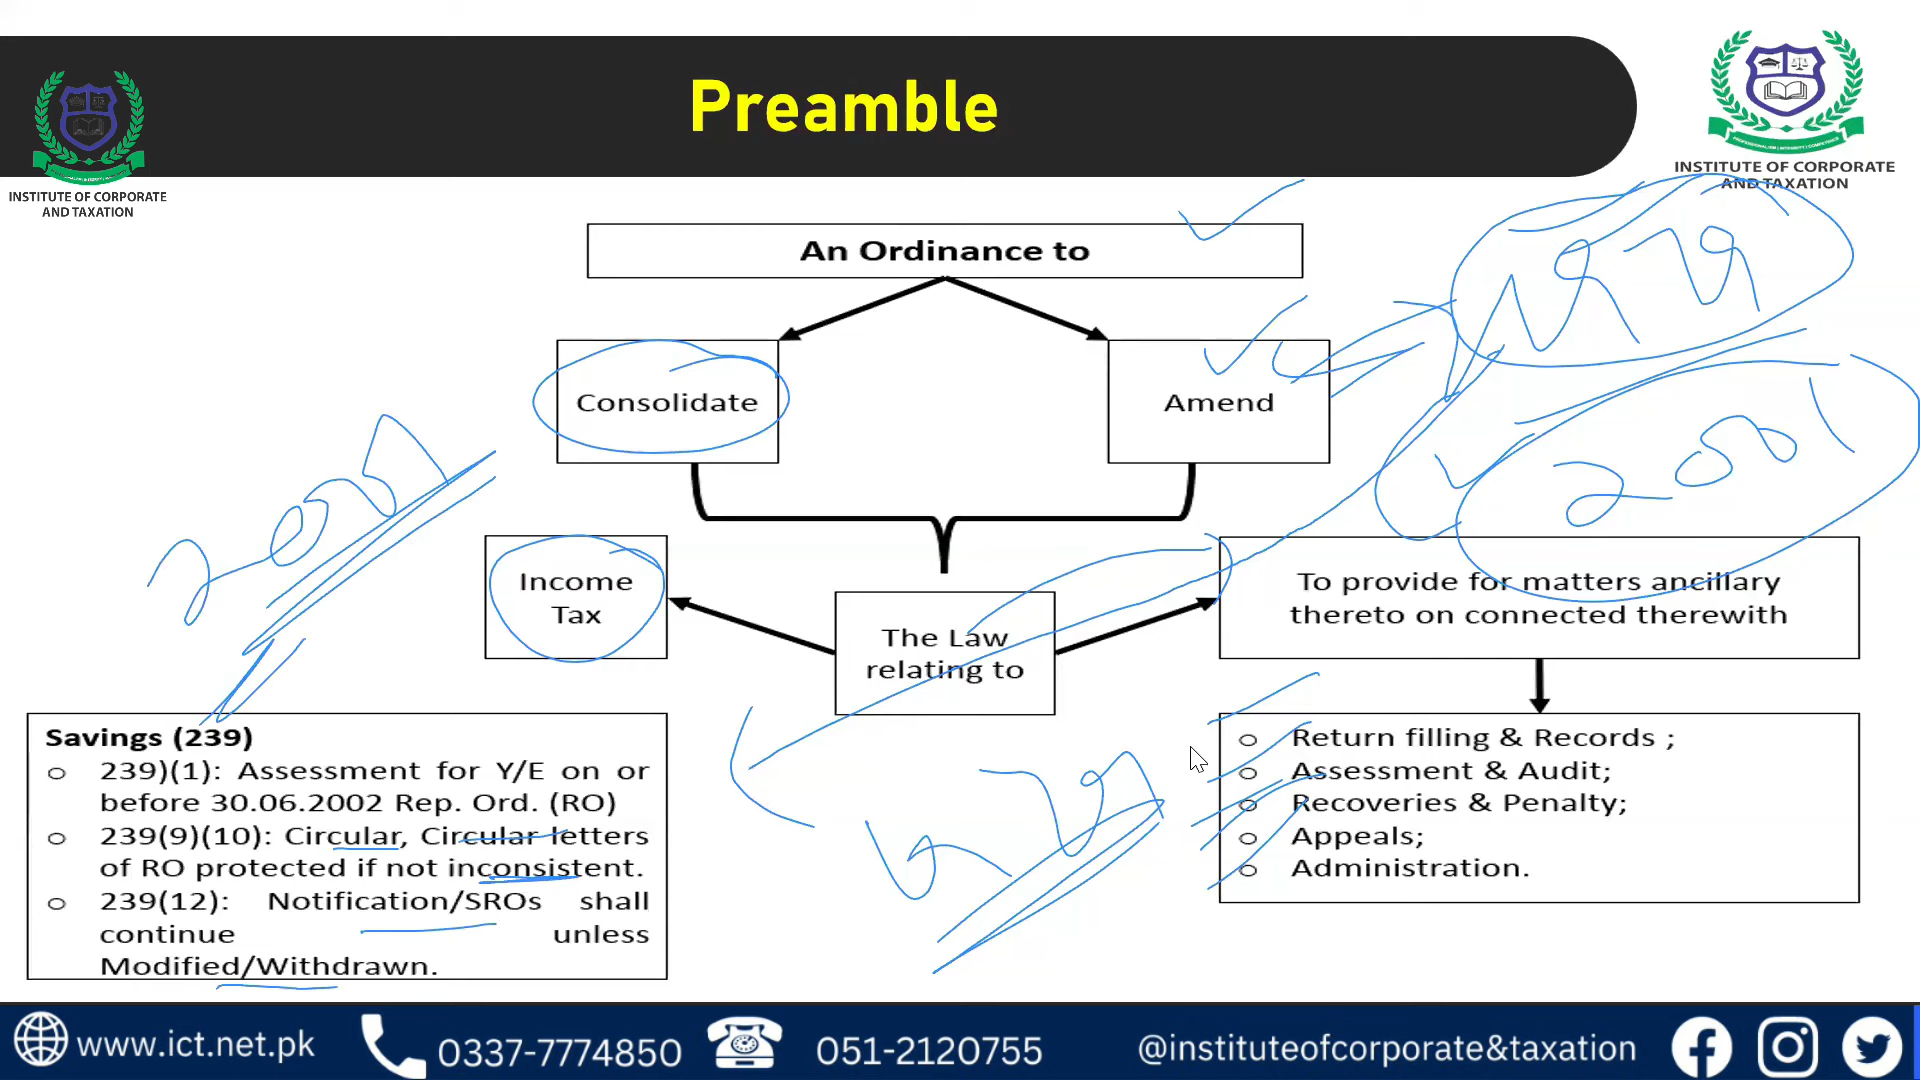 Preamble
INSTITUTE OF CORPORATE
AND TAXATION
INSTITUTE OF CORPORATE
AND TAXATION
An Ordinance to
Consolidate
Amend
1979
2001
Income
Tax
The Law
relating to
To provide for matters ancillary
thereto on connected therewith
Savings (239)
239)(1): Assessment for Y/E on or
before 30.06.2002 Rep. Ord. (RO)
239(9)(10): Circular, Circular letters
of RO protected if not inconsistent.
239(12): Notification/SROs shall
continue unless
Modified/Withdrawn.
Return filling & Records ;
Assessment & Audit;
Recoveries & Penalty;
Appeals;
Administration.
www.ict.net.pk
0337-7774850
051-2120755
@instituteofcorporate&taxation